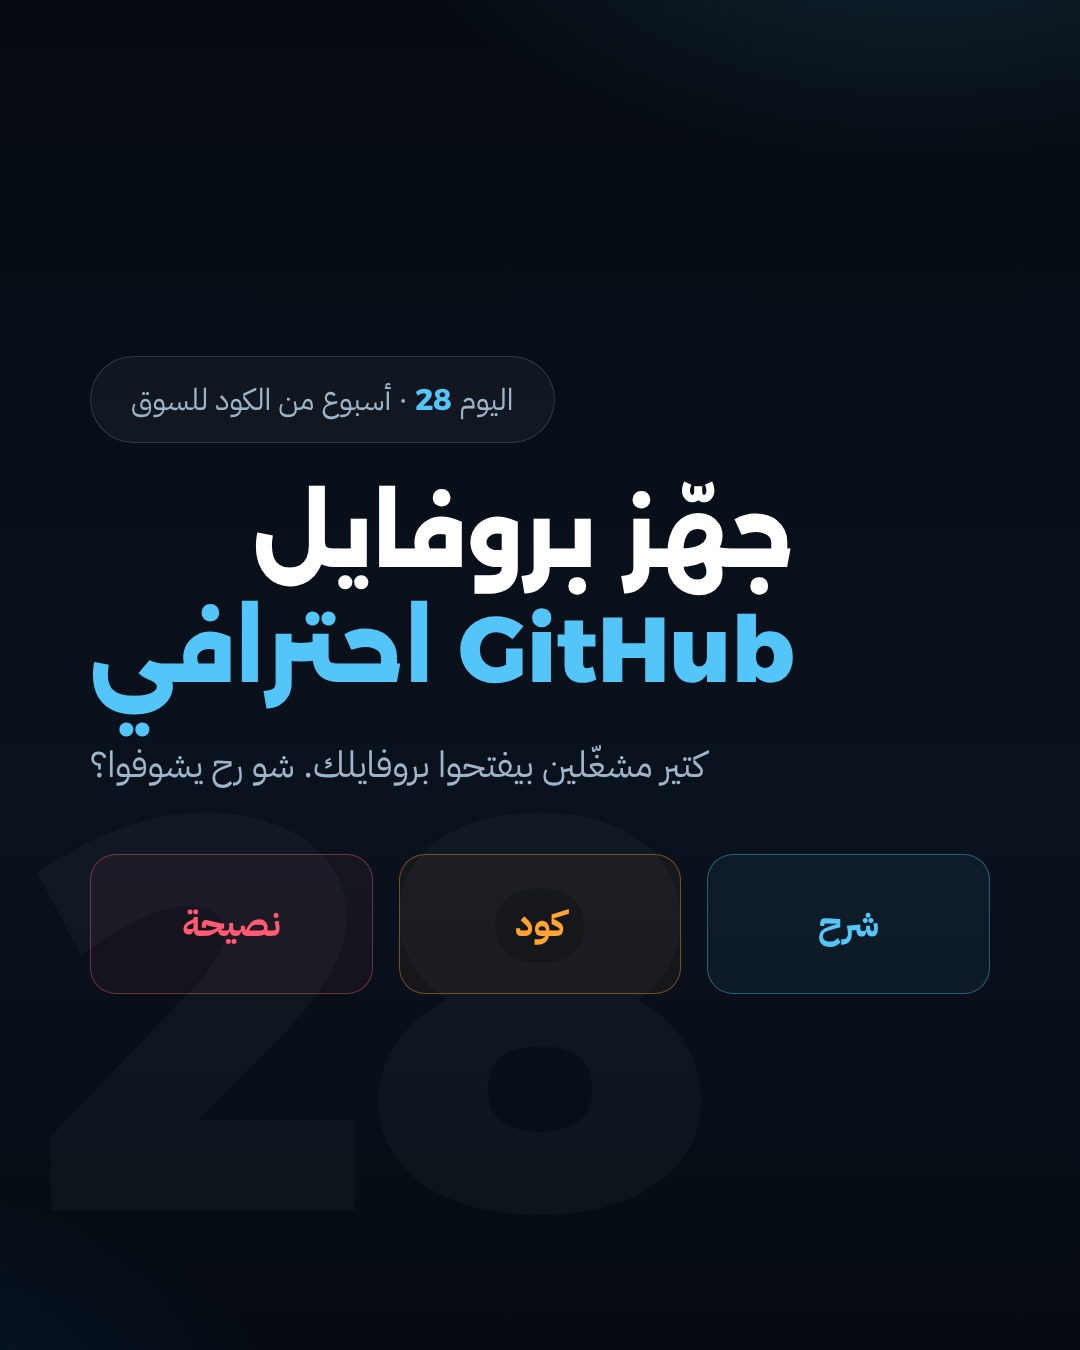 اليوم 28 · أسبوع من الكود للسوق
جهّز بروفايل
GitHub احترافي
كتير مشغّلين بيفتحوا بروفايلك. شو رح يشوفوا؟
شرح
كود
نصيحة
28